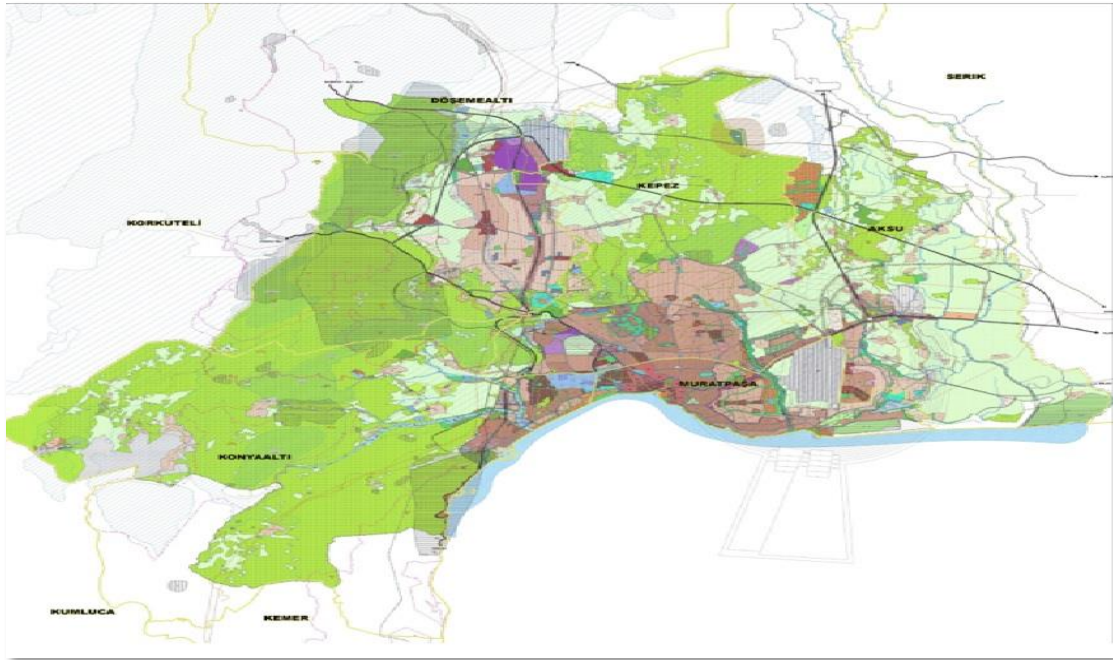 SERIK
DÖŞEMEALTI
KEPEZ
KORKUTELİ
AKSU
MURATPAŞA
KONYAALTI
KUMLUCA
KEMER